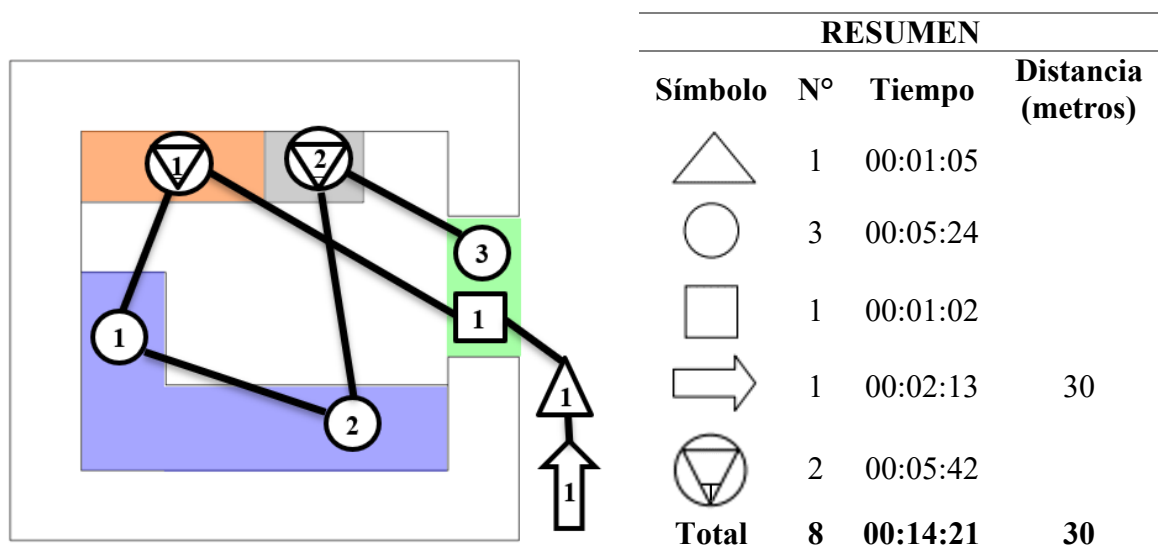 1
2
3
1
1
2
1
1
RESUMEN
Símbolo N° Tiempo Distancia (metros)
1 00:01:05
3 00:05:24
1 00:01:02
1 00:02:13 30
T 2 00:05:42
Total 8 00:14:21 30